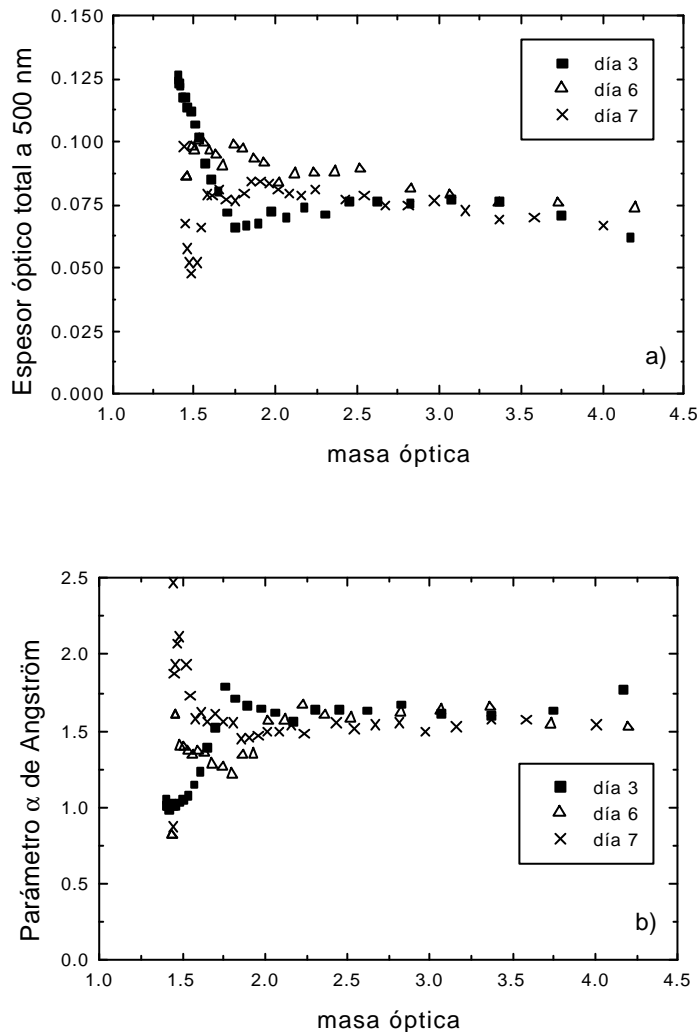 0.150
0.125
0.100
0.075
0.050
0.025
0.000
Espesor óptico total a 500 nm
día 3
día 6
día 7
a)
1.0 1.5 2.0 2.5 3.0 3.5 4.0 4.5
masa óptica
2.5
2.0
1.5
1.0
0.5
0.0
Parámetro α de Angström
día 3
día 6
día 7
b)
1.0 1.5 2.0 2.5 3.0 3.5 4.0 4.5
masa óptica